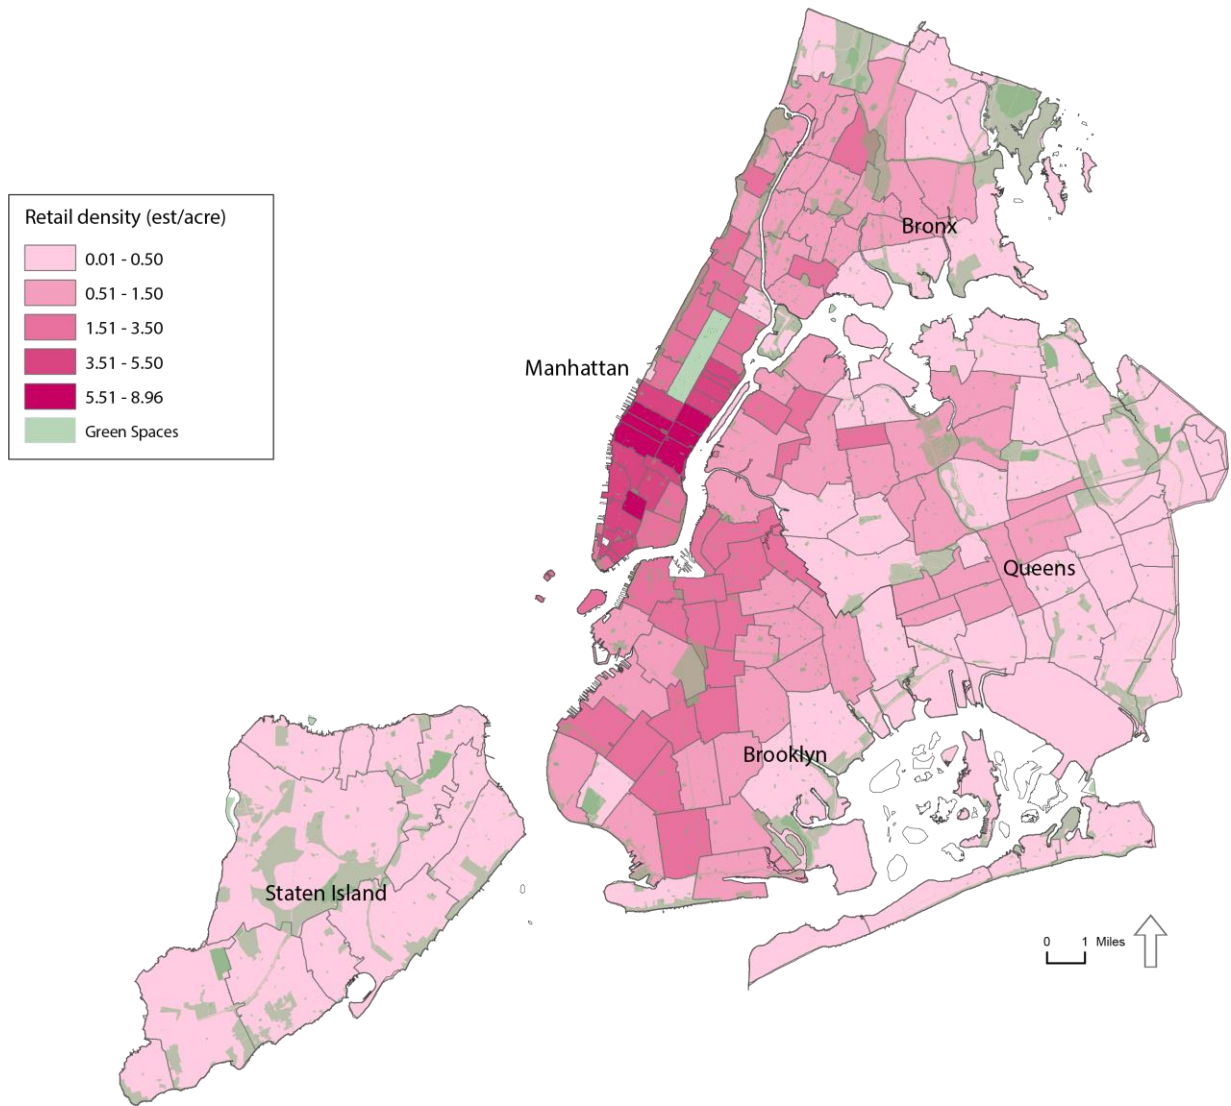 Retail density (est/acre)
0.01 - 0.50
0.51 - 1.50
1.51 - 3.50
3.51 - 5.50
5.51 - 8.96
Green Spaces
Bronx
Manhattan
Queens
Brooklyn
Staten Island
0 1 Miles